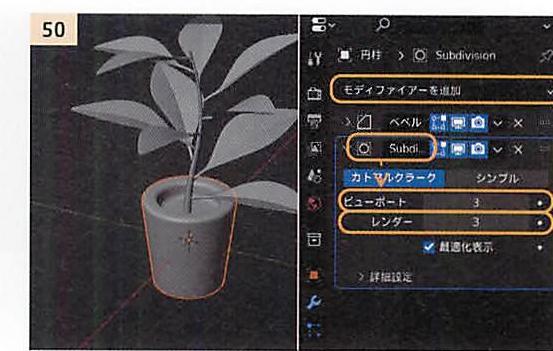 50
円柱 > Subdivision
モディファイアーを追加
ベベル
Subdi...
カトマルクラーク シンプル
ビューポート 3
レンダー 3
最適化表示
> 詳細設定